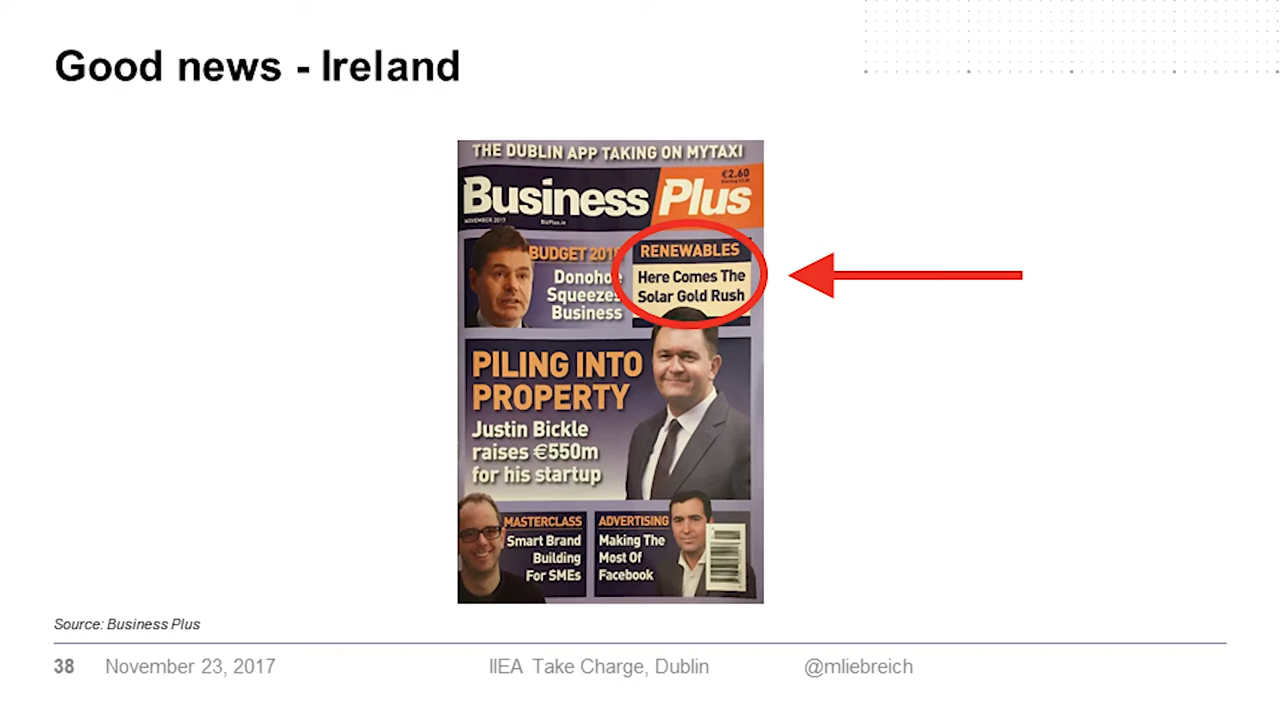 Good news - Ireland
THE DUBLIN APP TAKING ON MYTAXI
€2.60
Business Plus
NOVEMBER 2017
BizPlus.ie
BUDGET 201
Donohoe
Squeezes
Business
RENEWABLES
Here Comes The
Solar Gold Rush
PILING INTO
PROPERTY
Justin Bickle
raises €550m
for his startup
MASTERCLASS
Smart Brand
Building
For SMEs
ADVERTISING
Making The
Most Of
Facebook
Source: Business Plus
38 November 23, 2017 IIEA Take Charge, Dublin @mliebreich